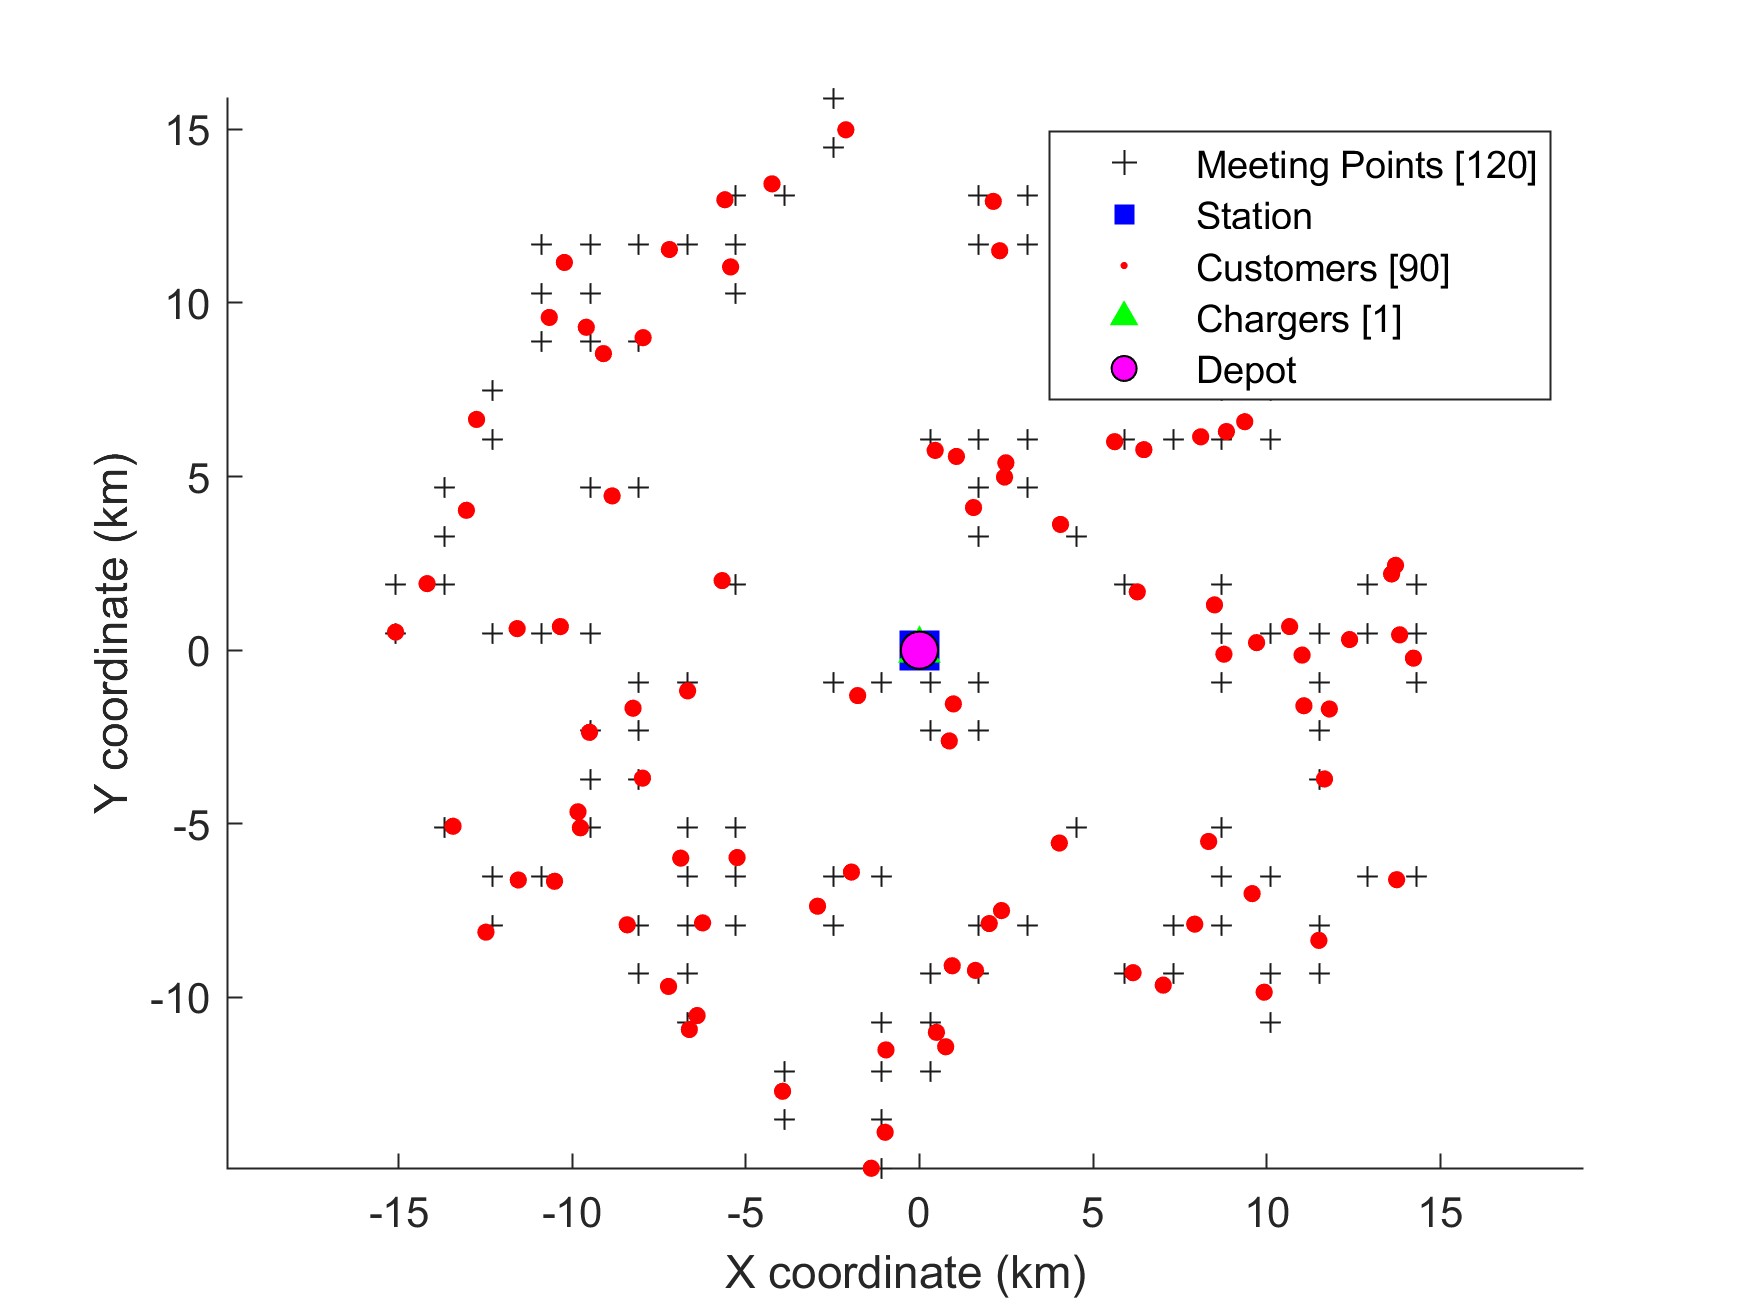 15
10
5
0
-5
-10
Y coordinate (km)
Meeting Points [120]
Station
Customers [90]
Chargers [1]
Depot
-15
-10
-5
0
5
10
15
X coordinate (km)